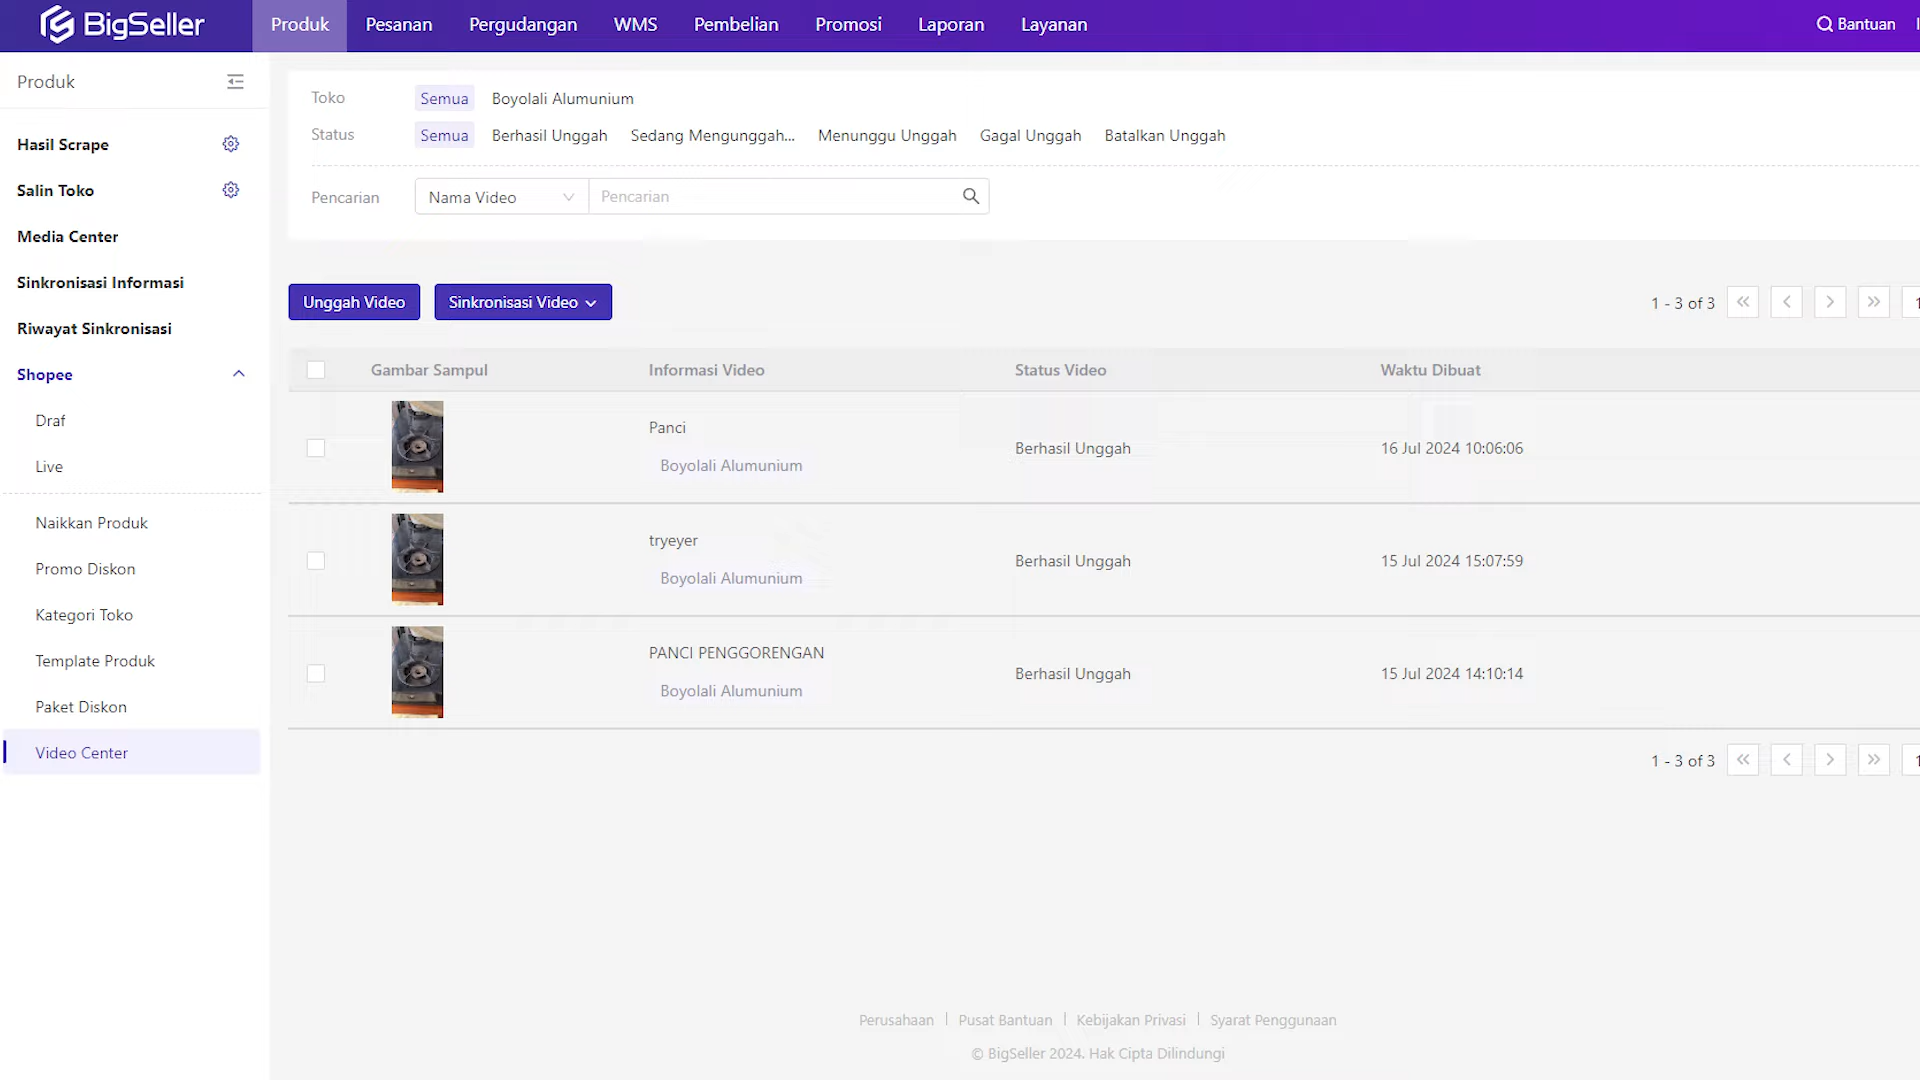 BigSeller Produk Pesanan Pergudangan WMS Pembelian Promosi Laporan Layanan Bantuan
Produk
Hasil Scrape
Salin Toko
Media Center
Sinkronisasi Informasi
Riwayat Sinkronisasi
Shopee
Draf
Live
Naikkan Produk
Promo Diskon
Kategori Toko
Template Produk
Paket Diskon
Video Center
Toko Semua Boyolali Alumunium
Status Semua Berhasil Unggah Sedang Mengunggah... Menunggu Unggah Gagal Unggah Batalkan Unggah
Pencarian Nama Video Pencarian
Unggah Video Sinkronisasi Video 1 - 3 of 3 1
Gambar Sampul Informasi Video Status Video Waktu Dibuat
Panci
Boyolali Alumunium
Berhasil Unggah 16 Jul 2024 10:06:06
tryeyer
Boyolali Alumunium
Berhasil Unggah 15 Jul 2024 15:07:59
PANCI PENGGORENGAN
Boyolali Alumunium
Berhasil Unggah 15 Jul 2024 14:10:14
1 - 3 of 3 1
Perusahaan | Pusat Bantuan | Kebijakan Privasi | Syarat Penggunaan
© BigSeller 2024. Hak Cipta Dilindungi